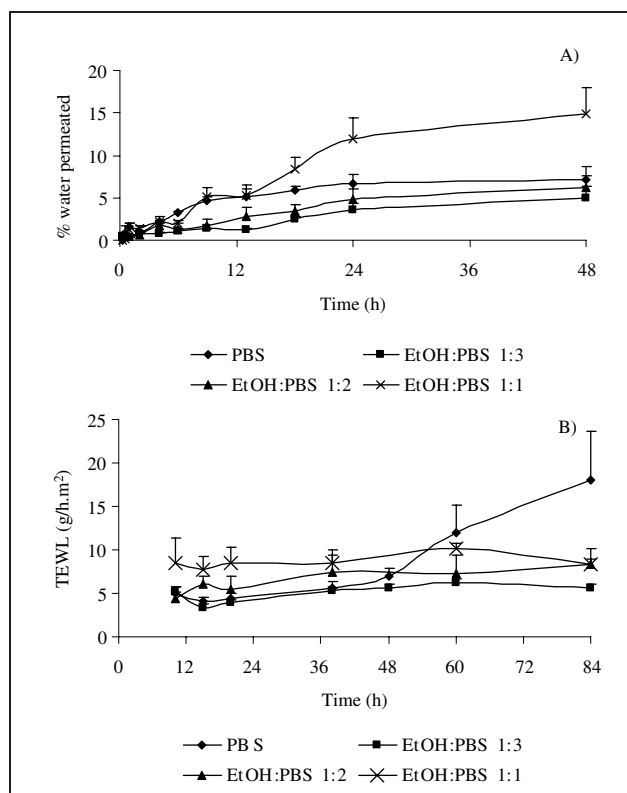 A)
% water permeated
20
15
10
5
0
0 12 24 36 48
Time (h)
PBS EtOH:PBS 1:3
EtOH:PBS 1:2 EtOH:PBS 1:1
B)
TEWL (g/h.m²)
25
20
15
10
5
0
0 12 24 36 48 60 72 84
Time (h)
PBS EtOH:PBS 1:3
EtOH:PBS 1:2 EtOH:PBS 1:1